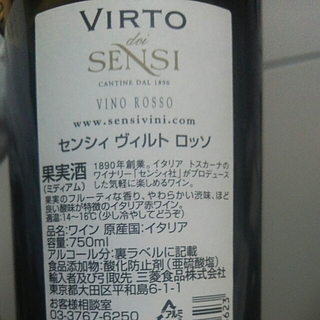 VIRTO
dei
SENSI
CANTINE DAL 1890
VINO ROSSO
www.sensivini.com
センシィ ヴィルト ロッソ
果実酒
(ミディアム)
1890年創業。イタリア トスカーナの
ワイナリー「センシィ社」がプロデュース
した気軽に楽しめるワイン。
果実のフルーティな香り、やわらかい渋味、ほど
良い酸味が特徴のイタリア赤ワイン。
適温:14～16℃(少し冷やしてどうぞ)
品名:ワイン 原産国:イタリア
容量:750ml
アルコール分:裏ラベルに記載
食品添加物:酸化防止剤(亜硫酸塩)
輸入者及び引取先 三菱食品株式会社
東京都大田区平和島6-1-1
お客様相談室
03-3767-6250
アルミ